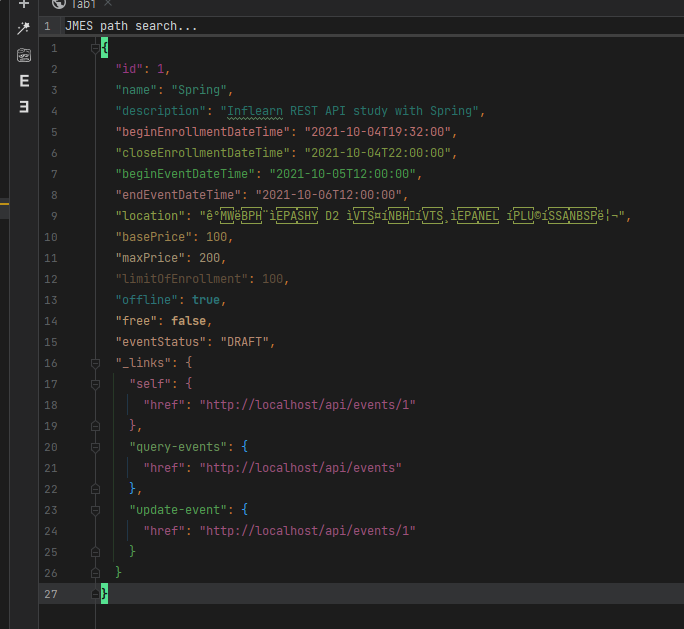 Tab1
1 JMES path search...
1 {
2 "id": 1,
3 "name": "Spring",
4 "description": "Inflearn REST API study with Spring",
5 "beginEnrollmentDateTime": "2021-10-04T19:32:00",
6 "closeEnrollmentDateTime": "2021-10-04T22:00:00",
7 "beginEventDateTime": "2021-10-05T12:00:00",
8 "endEventDateTime": "2021-10-06T12:00:00",
9 "location": "ê°MWëBPH¨ìEPASHY D2 ìVTS¤íNBHìíVTS¸ìEPANEL íPLU©íSSANBSPë¦¬",
10 "basePrice": 100,
11 "maxPrice": 200,
12 "limitOfEnrollment": 100,
13 "offline": true,
14 "free": false,
15 "eventStatus": "DRAFT",
16 "_links": {
17 "self": {
18 "href": "http://localhost/api/events/1"
19 },
20 "query-events": {
21 "href": "http://localhost/api/events"
22 },
23 "update-event": {
24 "href": "http://localhost/api/events/1"
25 }
26 }
27 }